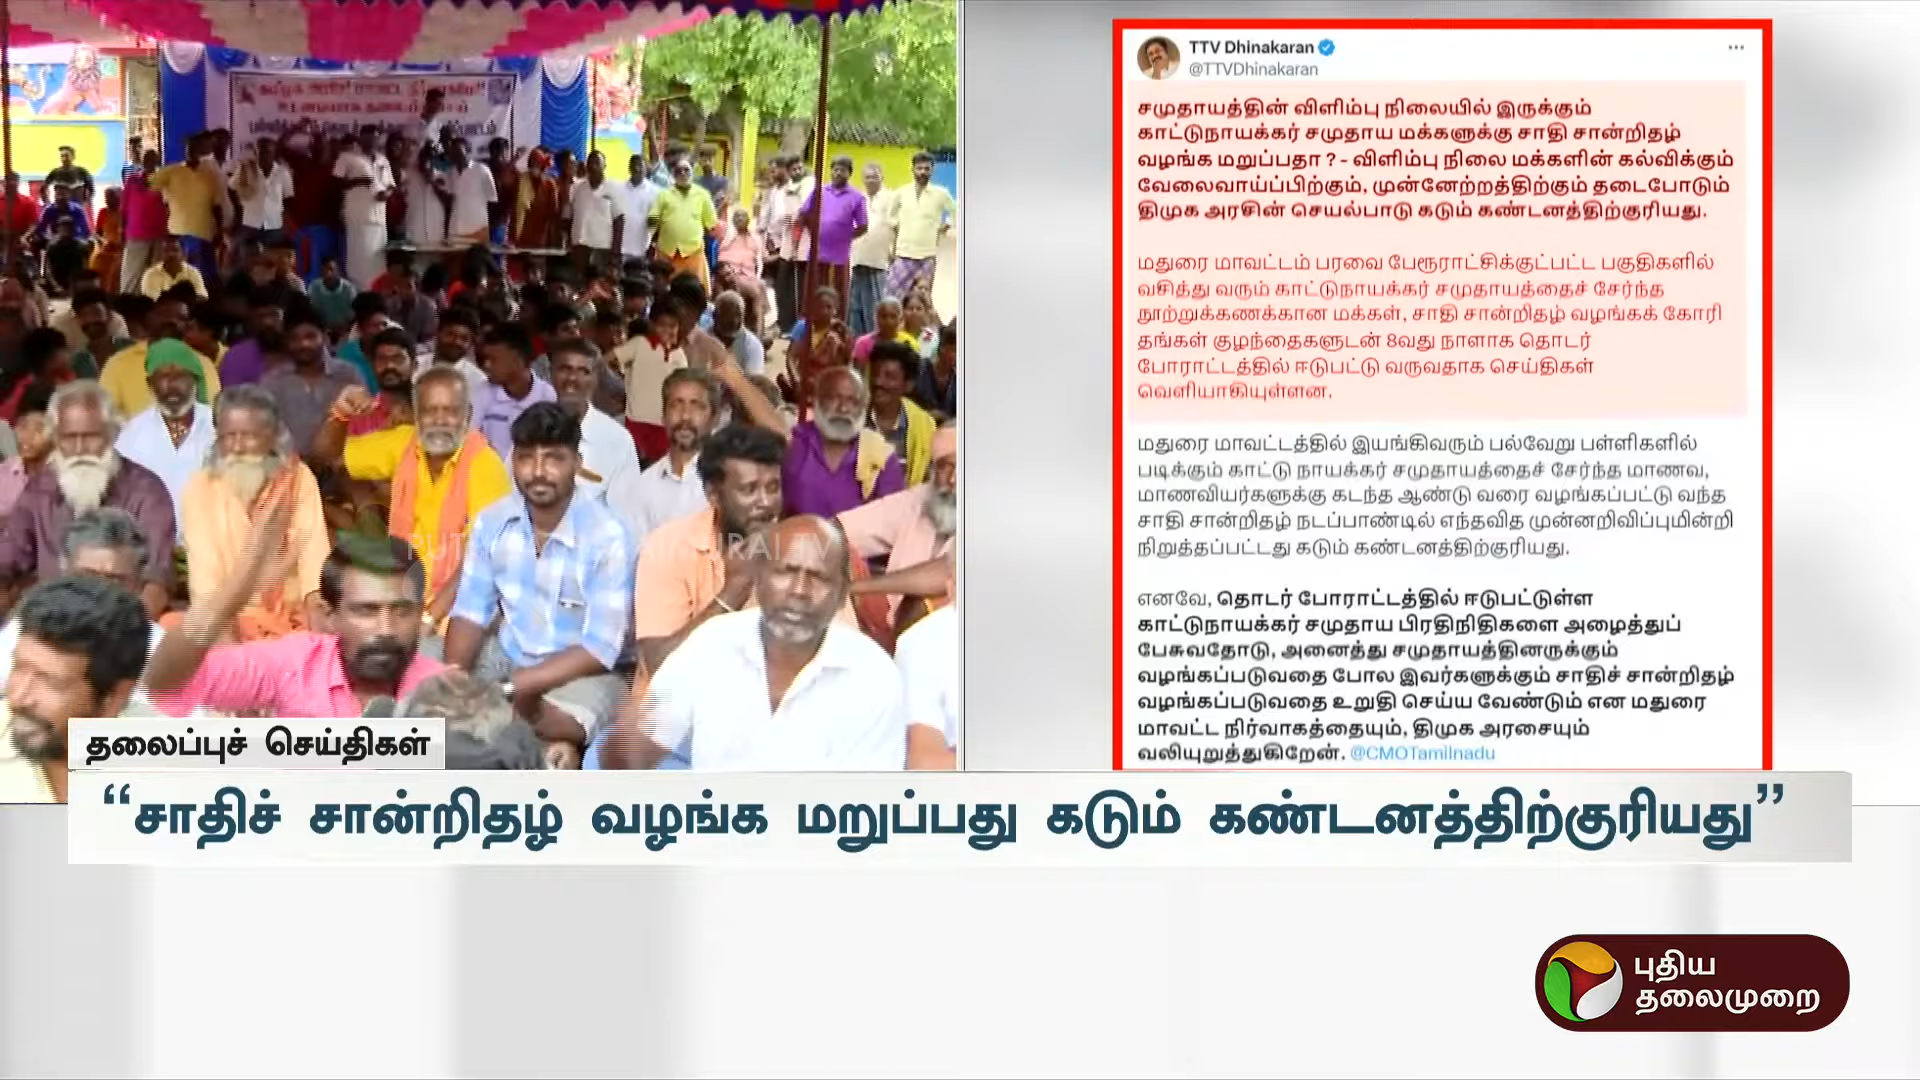 TTV Dhinakaran
@TTVDhinakaran
சமுதாயத்தின் விளிம்பு நிலையில் இருக்கும்
காட்டுநாயக்கர் சமுதாய மக்களுக்கு சாதி சான்றிதழ்
வழங்க மறுப்பதா ? - விளிம்பு நிலை மக்களின் கல்விக்கும்
வேலைவாய்ப்பிற்கும், முன்னேற்றத்திற்கும் தடைபோடும்
திமுக அரசின் செயல்பாடு கடும் கண்டனத்திற்குரியது.
மதுரை மாவட்டம் பரவை பேரூராட்சிக்குட்பட்ட பகுதிகளில்
வசித்து வரும் காட்டுநாயக்கர் சமுதாயத்தைச் சேர்ந்த
நூற்றுக்கணக்கான மக்கள், சாதி சான்றிதழ் வழங்கக் கோரி
தங்கள் குழந்தைகளுடன் 8வது நாளாக தொடர்
போராட்டத்தில் ஈடுபட்டு வருவதாக செய்திகள்
வெளியாகியுள்ளன.
மதுரை மாவட்டத்தில் இயங்கிவரும் பல்வேறு பள்ளிகளில்
படிக்கும் காட்டு நாயக்கர் சமுதாயத்தைச் சேர்ந்த மாணவ,
மாணவியர்களுக்கு கடந்த ஆண்டு வரை வழங்கப்பட்டு வந்த
சாதி சான்றிதழ் நடப்பாண்டில் எந்தவித முன்னறிவிப்புமின்றி
நிறுத்தப்பட்டது கடும் கண்டனத்திற்குரியது.
எனவே, தொடர் போராட்டத்தில் ஈடுபட்டுள்ள
காட்டுநாயக்கர் சமுதாய பிரதிநிதிகளை அழைத்துப்
பேசுவதோடு, அனைத்து சமுதாயத்தினருக்கும்
வழங்கப்படுவதை போல இவர்களுக்கும் சாதிச் சான்றிதழ்
வழங்கப்படுவதை உறுதி செய்ய வேண்டும் என மதுரை
மாவட்ட நிர்வாகத்தையும், திமுக அரசையும்
வலியுறுத்துகிறேன். @CMOTamilnadu
தலைப்புச் செய்திகள்
“சாதிச் சான்றிதழ் வழங்க மறுப்பது கடும் கண்டனத்திற்குரியது”
புதிய
தலைமுறை